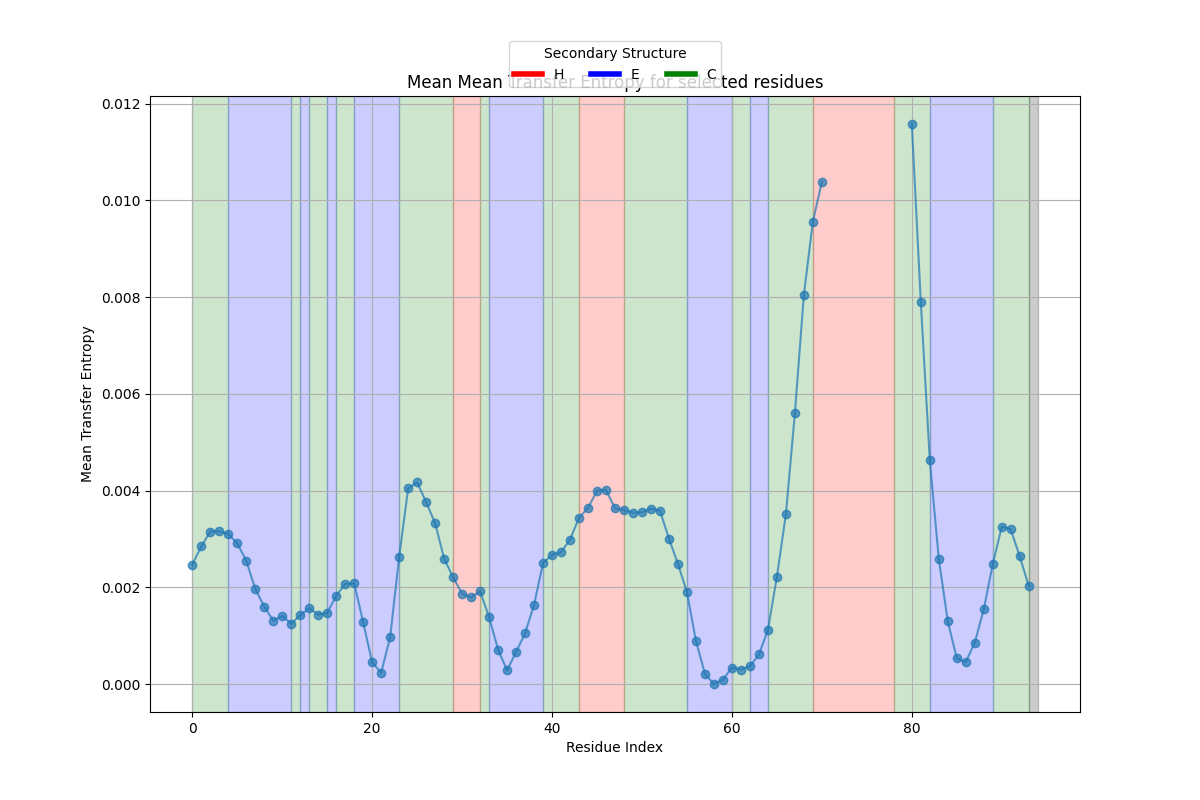 Secondary Structure
H E C
Mean Mean Transfer Entropy for selected residues
0.012
0.010
0.008
0.006
0.004
0.002
0.000
Mean Transfer Entropy
0 20 40 60 80
Residue Index